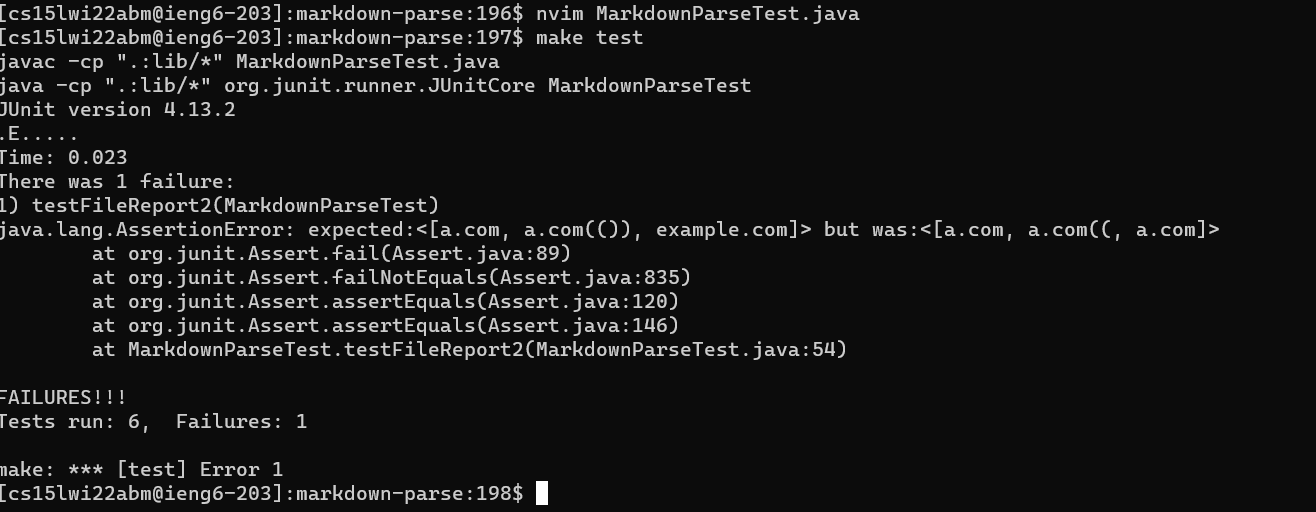 [cs15lwi22abm@ieng6-203]:markdown-parse:196$ nvim MarkdownParseTest.java
[cs15lwi22abm@ieng6-203]:markdown-parse:197$ make test
javac -cp ".:lib/*" MarkdownParseTest.java
java -cp ".:lib/*" org.junit.runner.JUnitCore MarkdownParseTest
JUnit version 4.13.2
.E.....
Time: 0.023
There was 1 failure:
1) testFileReport2(MarkdownParseTest)
java.lang.AssertionError: expected:<[a.com, a.com(()), example.com]> but was:<[a.com, a.com((, a.com]>
        at org.junit.Assert.fail(Assert.java:89)
        at org.junit.Assert.failNotEquals(Assert.java:835)
        at org.junit.Assert.assertEquals(Assert.java:120)
        at org.junit.Assert.assertEquals(Assert.java:146)
        at MarkdownParseTest.testFileReport2(MarkdownParseTest.java:54)
FAILURES!!!
Tests run: 6,  Failures: 1
make: *** [test] Error 1
[cs15lwi22abm@ieng6-203]:markdown-parse:198$